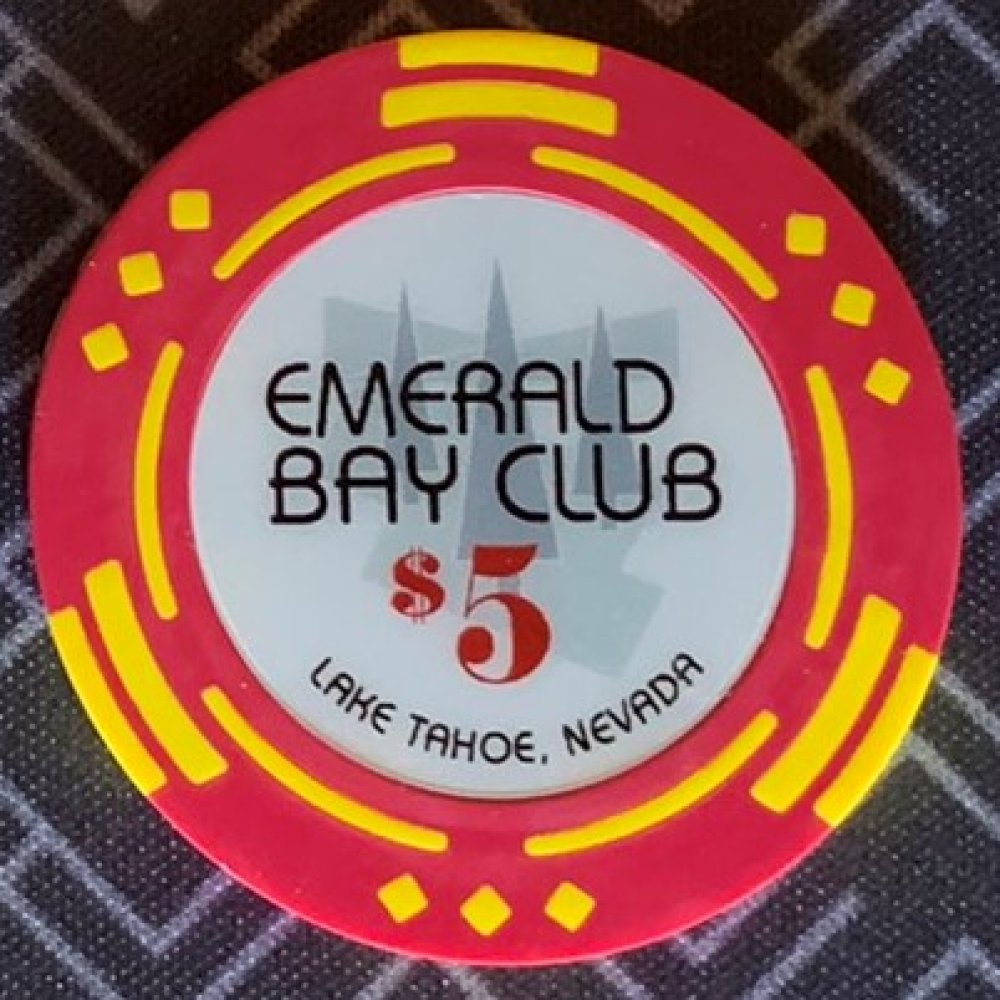 EMERALD
BAY CLUB
$5
LAKE TAHOE, NEVADA